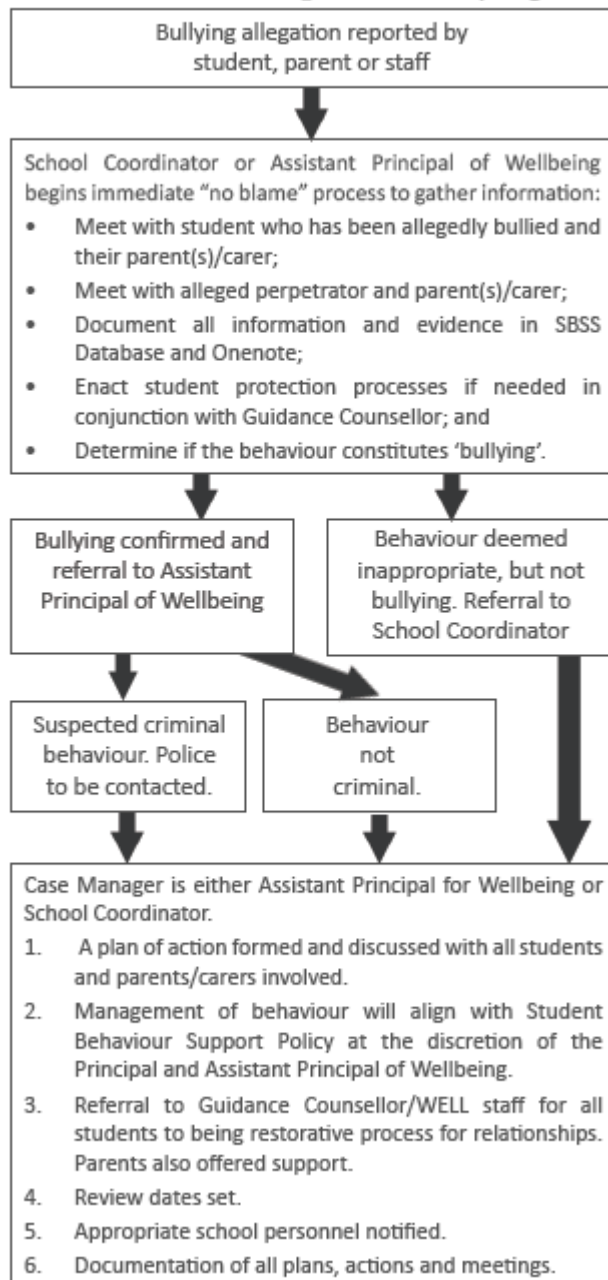 Bullying allegation reported by
student, parent or staff
School Coordinator or Assistant Principal of Wellbeing
begins immediate “no blame” process to gather information:
• Meet with student who has been allegedly bullied and
their parent(s)/carer;
• Meet with alleged perpetrator and parent(s)/carer;
• Document all information and evidence in SBSS
Database and Onenote;
• Enact student protection processes if needed in
conjunction with Guidance Counsellor; and
• Determine if the behaviour constitutes ‘bullying’.
Bullying confirmed and
referral to Assistant
Principal of Wellbeing
Behaviour deemed
inappropriate, but not
bullying. Referral to
School Coordinator
Suspected criminal
behaviour. Police
to be contacted.
Behaviour
not
criminal.
Case Manager is either Assistant Principal for Wellbeing or
School Coordinator.
1. A plan of action formed and discussed with all students
and parents/carers involved.
2. Management of behaviour will align with Student
Behaviour Support Policy at the discretion of the
Principal and Assistant Principal of Wellbeing.
3. Referral to Guidance Counsellor/WELL staff for all
students to being restorative process for relationships.
Parents also offered support.
4. Review dates set.
5. Appropriate school personnel notified.
6. Documentation of all plans, actions and meetings.